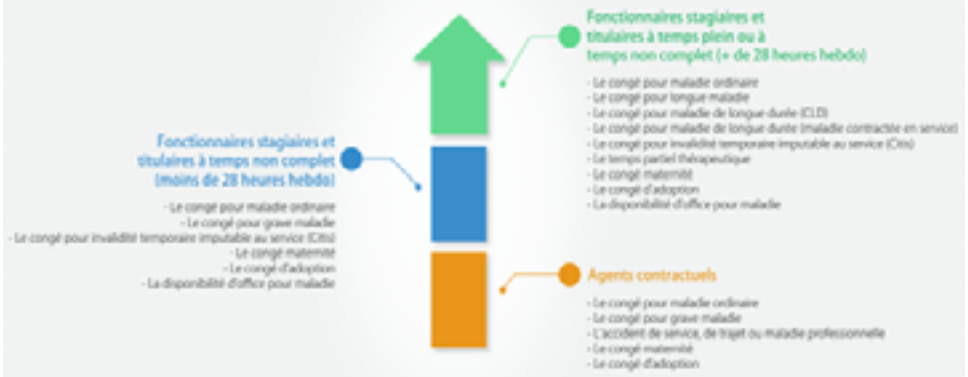 Fonctionnaires stagiaires et
titulaires à temps plein ou à
temps non complet (+ de 28 heures hebdo)
- Le congé pour maladie ordinaire
- Le congé pour longue maladie
- Le congé pour maladie de longue durée (CLD)
- Le congé pour maladie de longue durée (maladie contractée en service)
- Le congé pour invalidité temporaire imputable au service (Citis)
- Le temps partiel thérapeutique
- Le congé maternité
- Le congé d'adoption
- La disponibilité d'office pour maladie
Fonctionnaires stagiaires et
titulaires à temps non complet
(moins de 28 heures hebdo)
- Le congé pour maladie ordinaire
- Le congé pour grave maladie
- Le congé pour invalidité temporaire imputable au service (Citis)
- Le congé maternité
- Le congé d'adoption
- La disponibilité d'office pour maladie
Agents contractuels
- Le congé pour maladie ordinaire
- Le congé pour grave maladie
- L'accident de service, de trajet ou maladie professionnelle
- Le congé maternité
- Le congé d'adoption